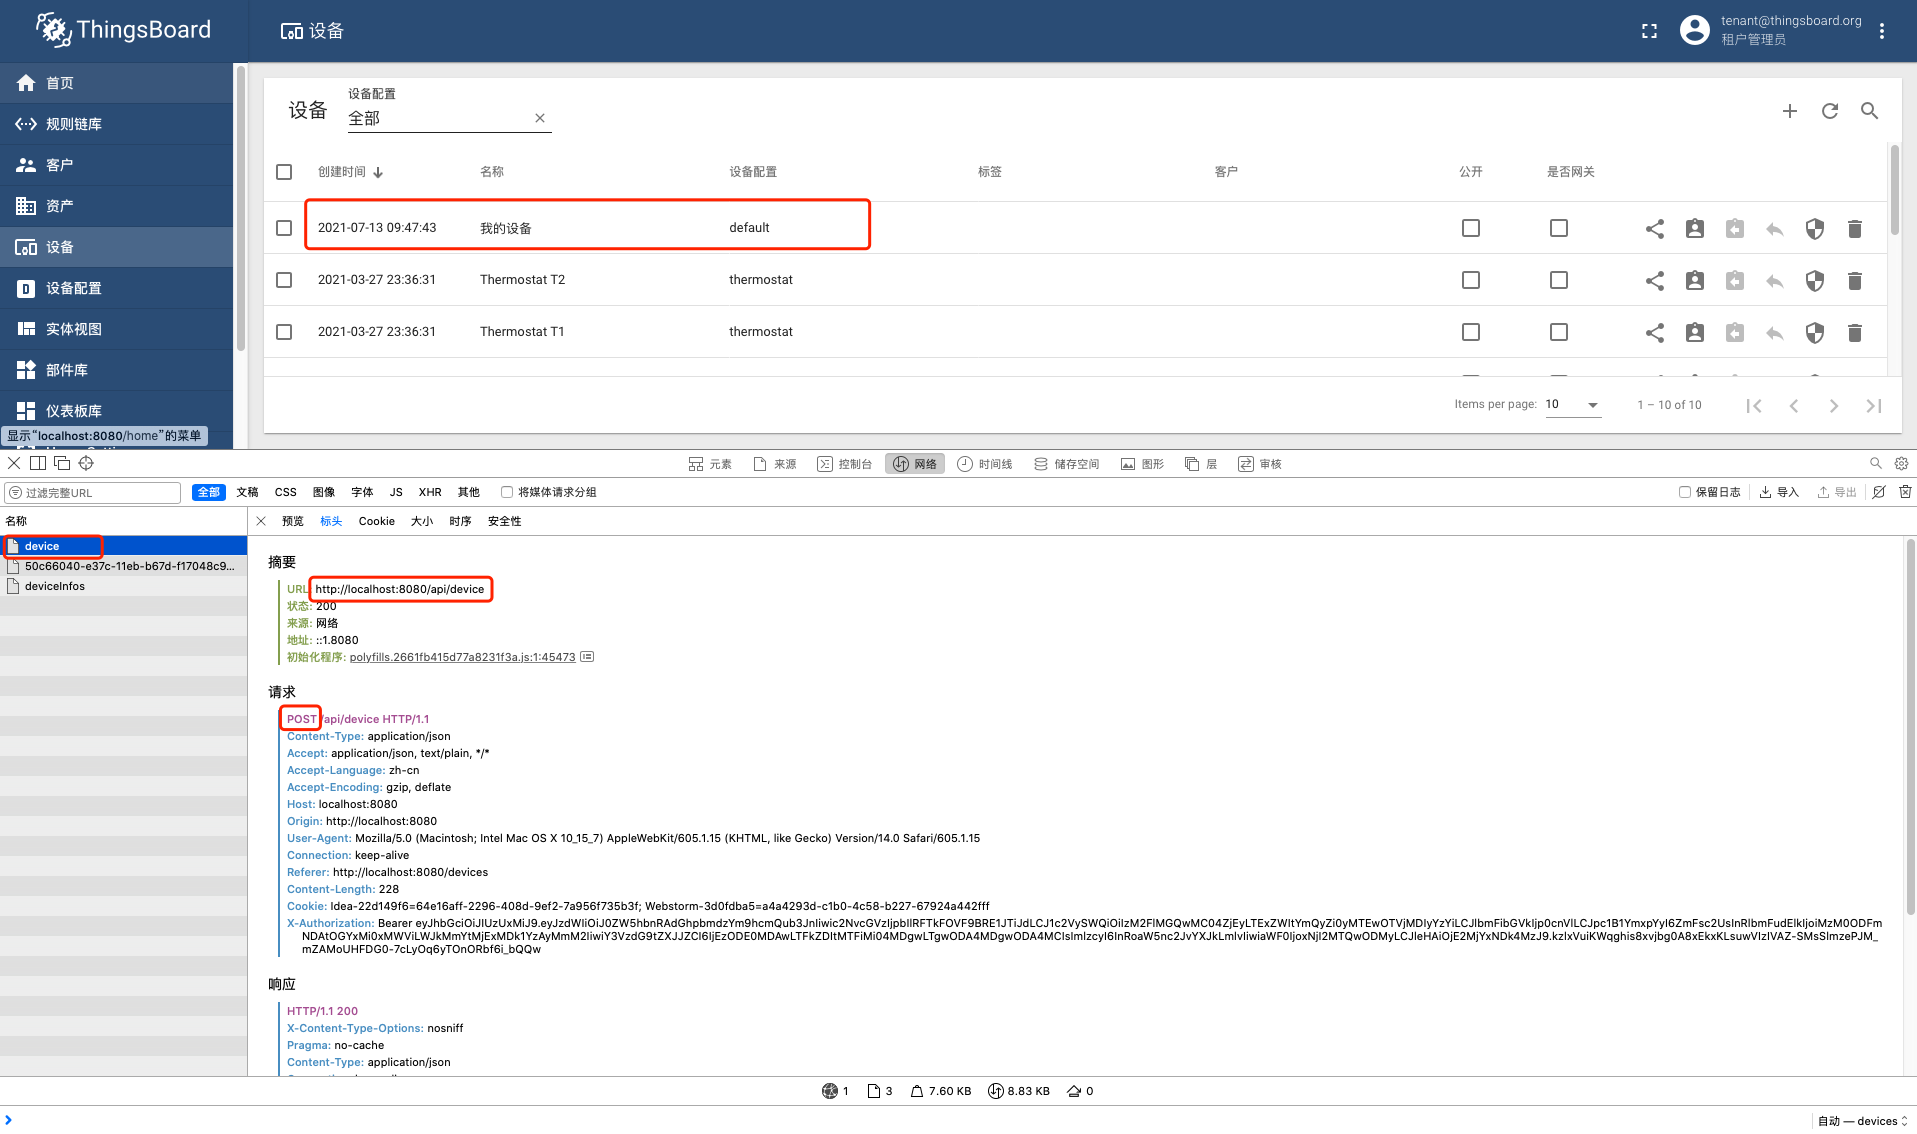 ThingsBoard
设备
tenant@thingsboard.org
租户管理员
首页
规则链库
客户
资产
设备
设备配置
实体视图
部件库
仪表板库
显示“localhost:8080/home”的菜单
设备
设备配置
全部
创建时间 名称 设备配置 标签 客户 公开 是否网关
2021-07-13 09:47:43 我的设备 default
2021-03-27 23:36:31 Thermostat T2 thermostat
2021-03-27 23:36:31 Thermostat T1 thermostat
Items per page: 10 1 – 10 of 10
元素 来源 控制台 网络 时间线 储存空间 图形 层 审核
过滤完整URL 全部 文稿 CSS 图像 字体 JS XHR 其他 将媒体请求分组 保留日志 导入 导出
名称 预览 标头 Cookie 大小 时序 安全性
device
50c66040-e37c-11eb-b67d-f17048c9...
deviceInfos
摘要
URL: http://localhost:8080/api/device
状态: 200
来源: 网络
地址: ::1.8080
初始化程序: polyfills.2661fb415d77a8231f3a.js:1:45473
请求
POST /api/device HTTP/1.1
Content-Type: application/json
Accept: application/json, text/plain, */*
Accept-Language: zh-cn
Accept-Encoding: gzip, deflate
Host: localhost:8080
Origin: http://localhost:8080
User-Agent: Mozilla/5.0 (Macintosh; Intel Mac OS X 10_15_7) AppleWebKit/605.1.15 (KHTML, like Gecko) Version/14.0 Safari/605.1.15
Connection: keep-alive
Referer: http://localhost:8080/devices
Content-Length: 228
Cookie: Idea-22d149f6=64e16aff-2296-408d-9ef2-7a956f735b3f; Webstorm-3d0fdba5=a4a4293d-c1b0-4c58-b227-67924a442fff
X-Authorization: Bearer
响应
HTTP/1.1 200
X-Content-Type-Options: nosniff
Pragma: no-cache
Content-Type: application/json
1 3 7.60 KB 8.83 KB 0
自动 — devices